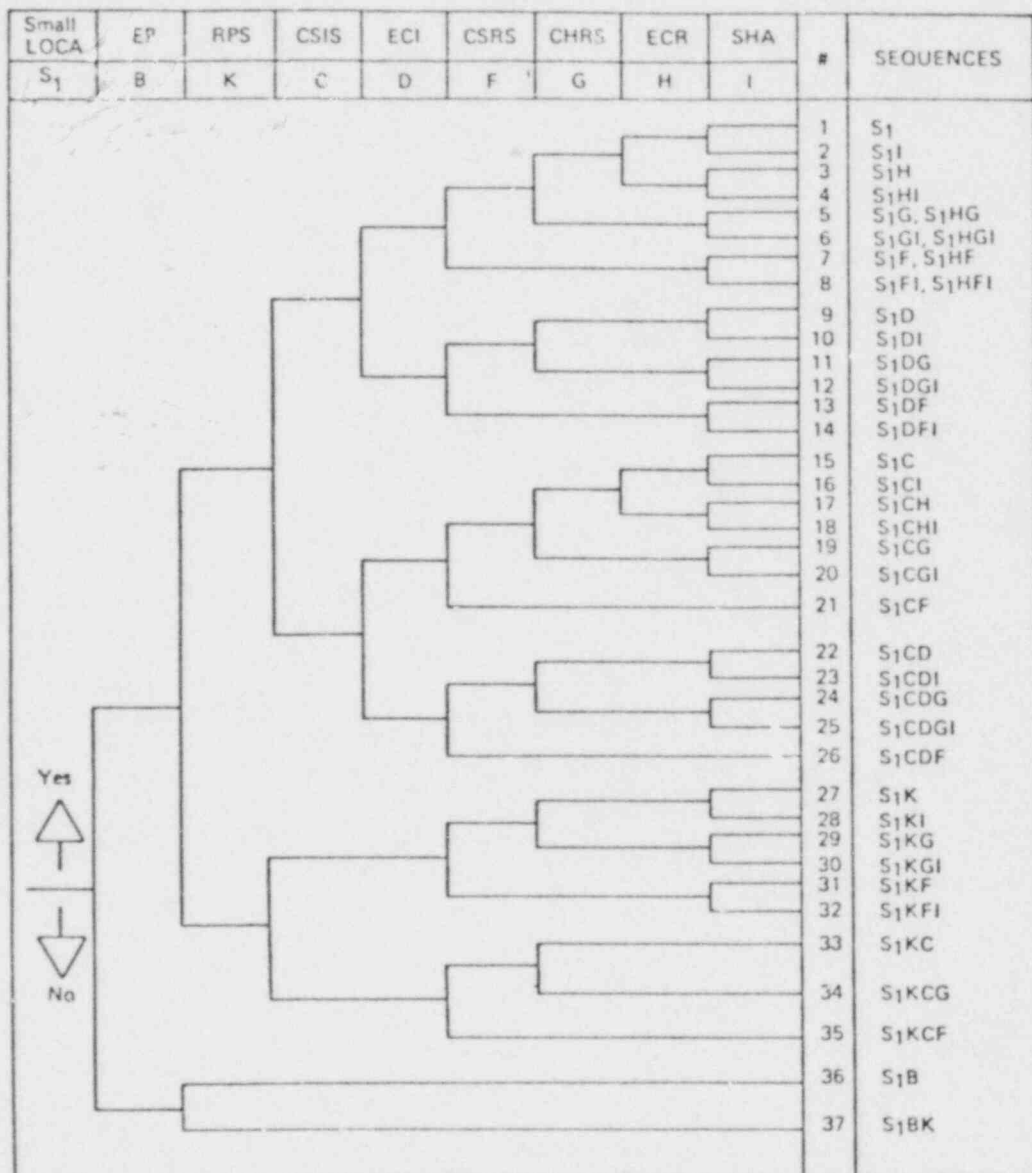 Small LOCA EP RPS CSIS ECI CSRS CHRS ECR SHA # SEQUENCES
S1 B K C D F G H I
1 S1
2 S1I
3 S1H
4 S1HI
5 S1G, S1HG
6 S1GI, S1HGI
7 S1F, S1HF
8 S1FI, S1HFI
9 S1D
10 S1DI
11 S1DG
12 S1DGI
13 S1DF
14 S1DFI
15 S1C
16 S1CI
17 S1CH
18 S1CHI
19 S1CG
20 S1CGI
21 S1CF
22 S1CD
23 S1CDI
24 S1CDG
25 S1CDGI
26 S1CDF
Yes
27 S1K
28 S1KI
29 S1KG
30 S1KGI
31 S1KF
32 S1KFI
33 S1KC
No
34 S1KCG
35 S1KCF
36 S1B
37 S1BK